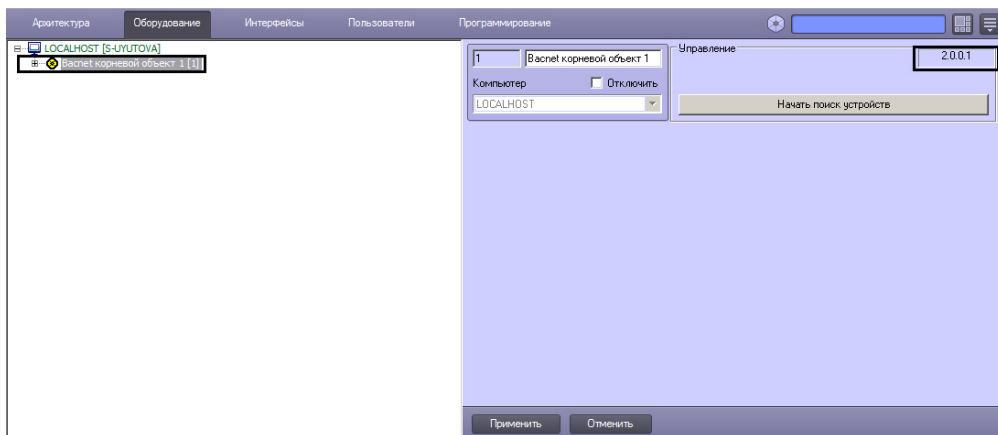 Архитектура Оборудование Интерфейсы Пользователи Программирование
LOCALHOST [S-UYUTOVA]
Bacnet корневой объект 1 [1]
1 Bacnet корневой объект 1
Компьютер Отключить
LOCALHOST
Управление
2.0.0.1
Начать поиск устройств
Применить Отменить